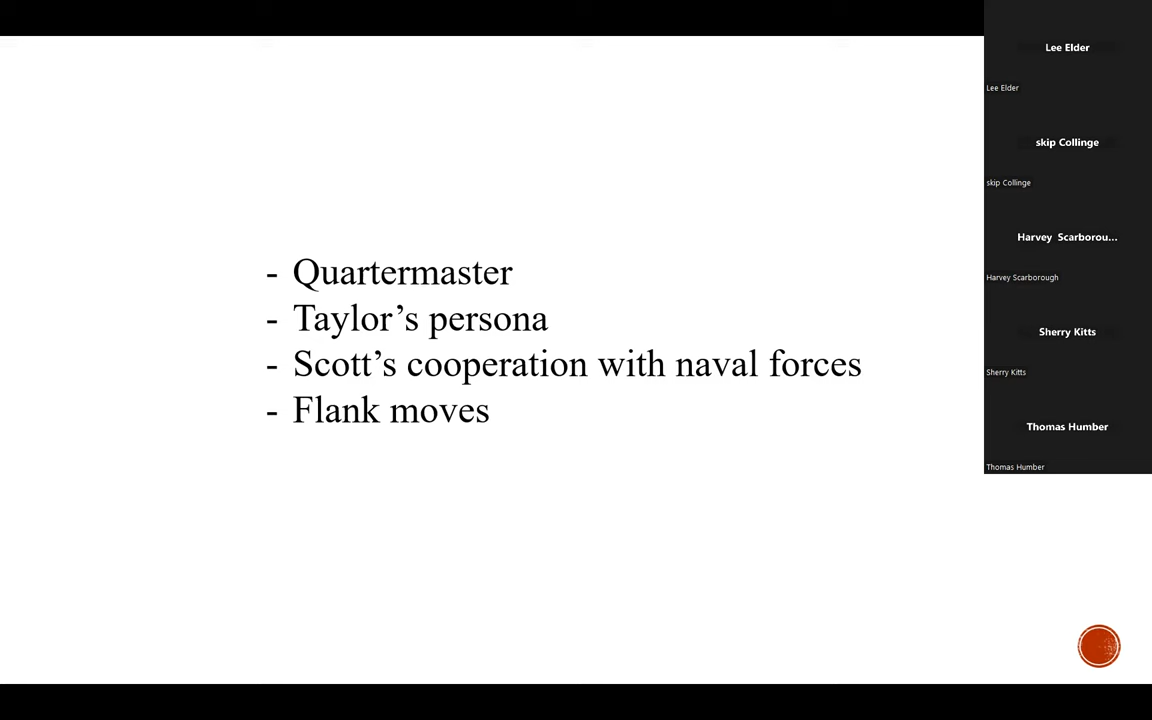 - Quartermaster
- Taylor’s persona
- Scott’s cooperation with naval forces
- Flank moves
Lee Elder
Lee Elder
skip Collinge
skip Collinge
Harvey Scarborou...
Harvey Scarborough
Sherry Kitts
Sherry Kitts
Thomas Humber
Thomas Humber